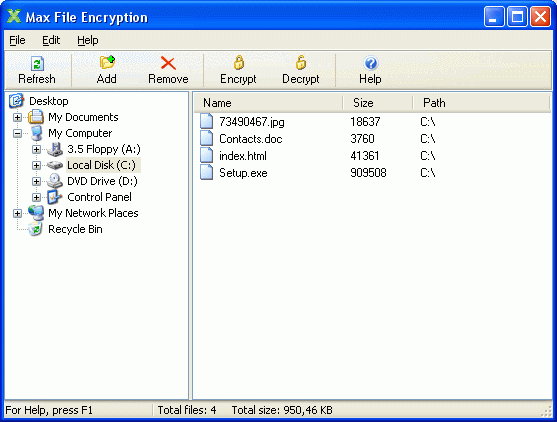 Max File Encryption
File Edit Help
Refresh Add Remove Encrypt Decrypt Help
Desktop
My Documents
My Computer
3.5 Floppy (A:)
Local Disk (C:)
DVD Drive (D:)
Control Panel
My Network Places
Recycle Bin
Name Size Path
73490467.jpg 18637 C:\
Contacts.doc 3760 C:\
index.html 41361 C:\
Setup.exe 909508 C:\
For Help, press F1 Total files: 4 Total size: 950,46 KB